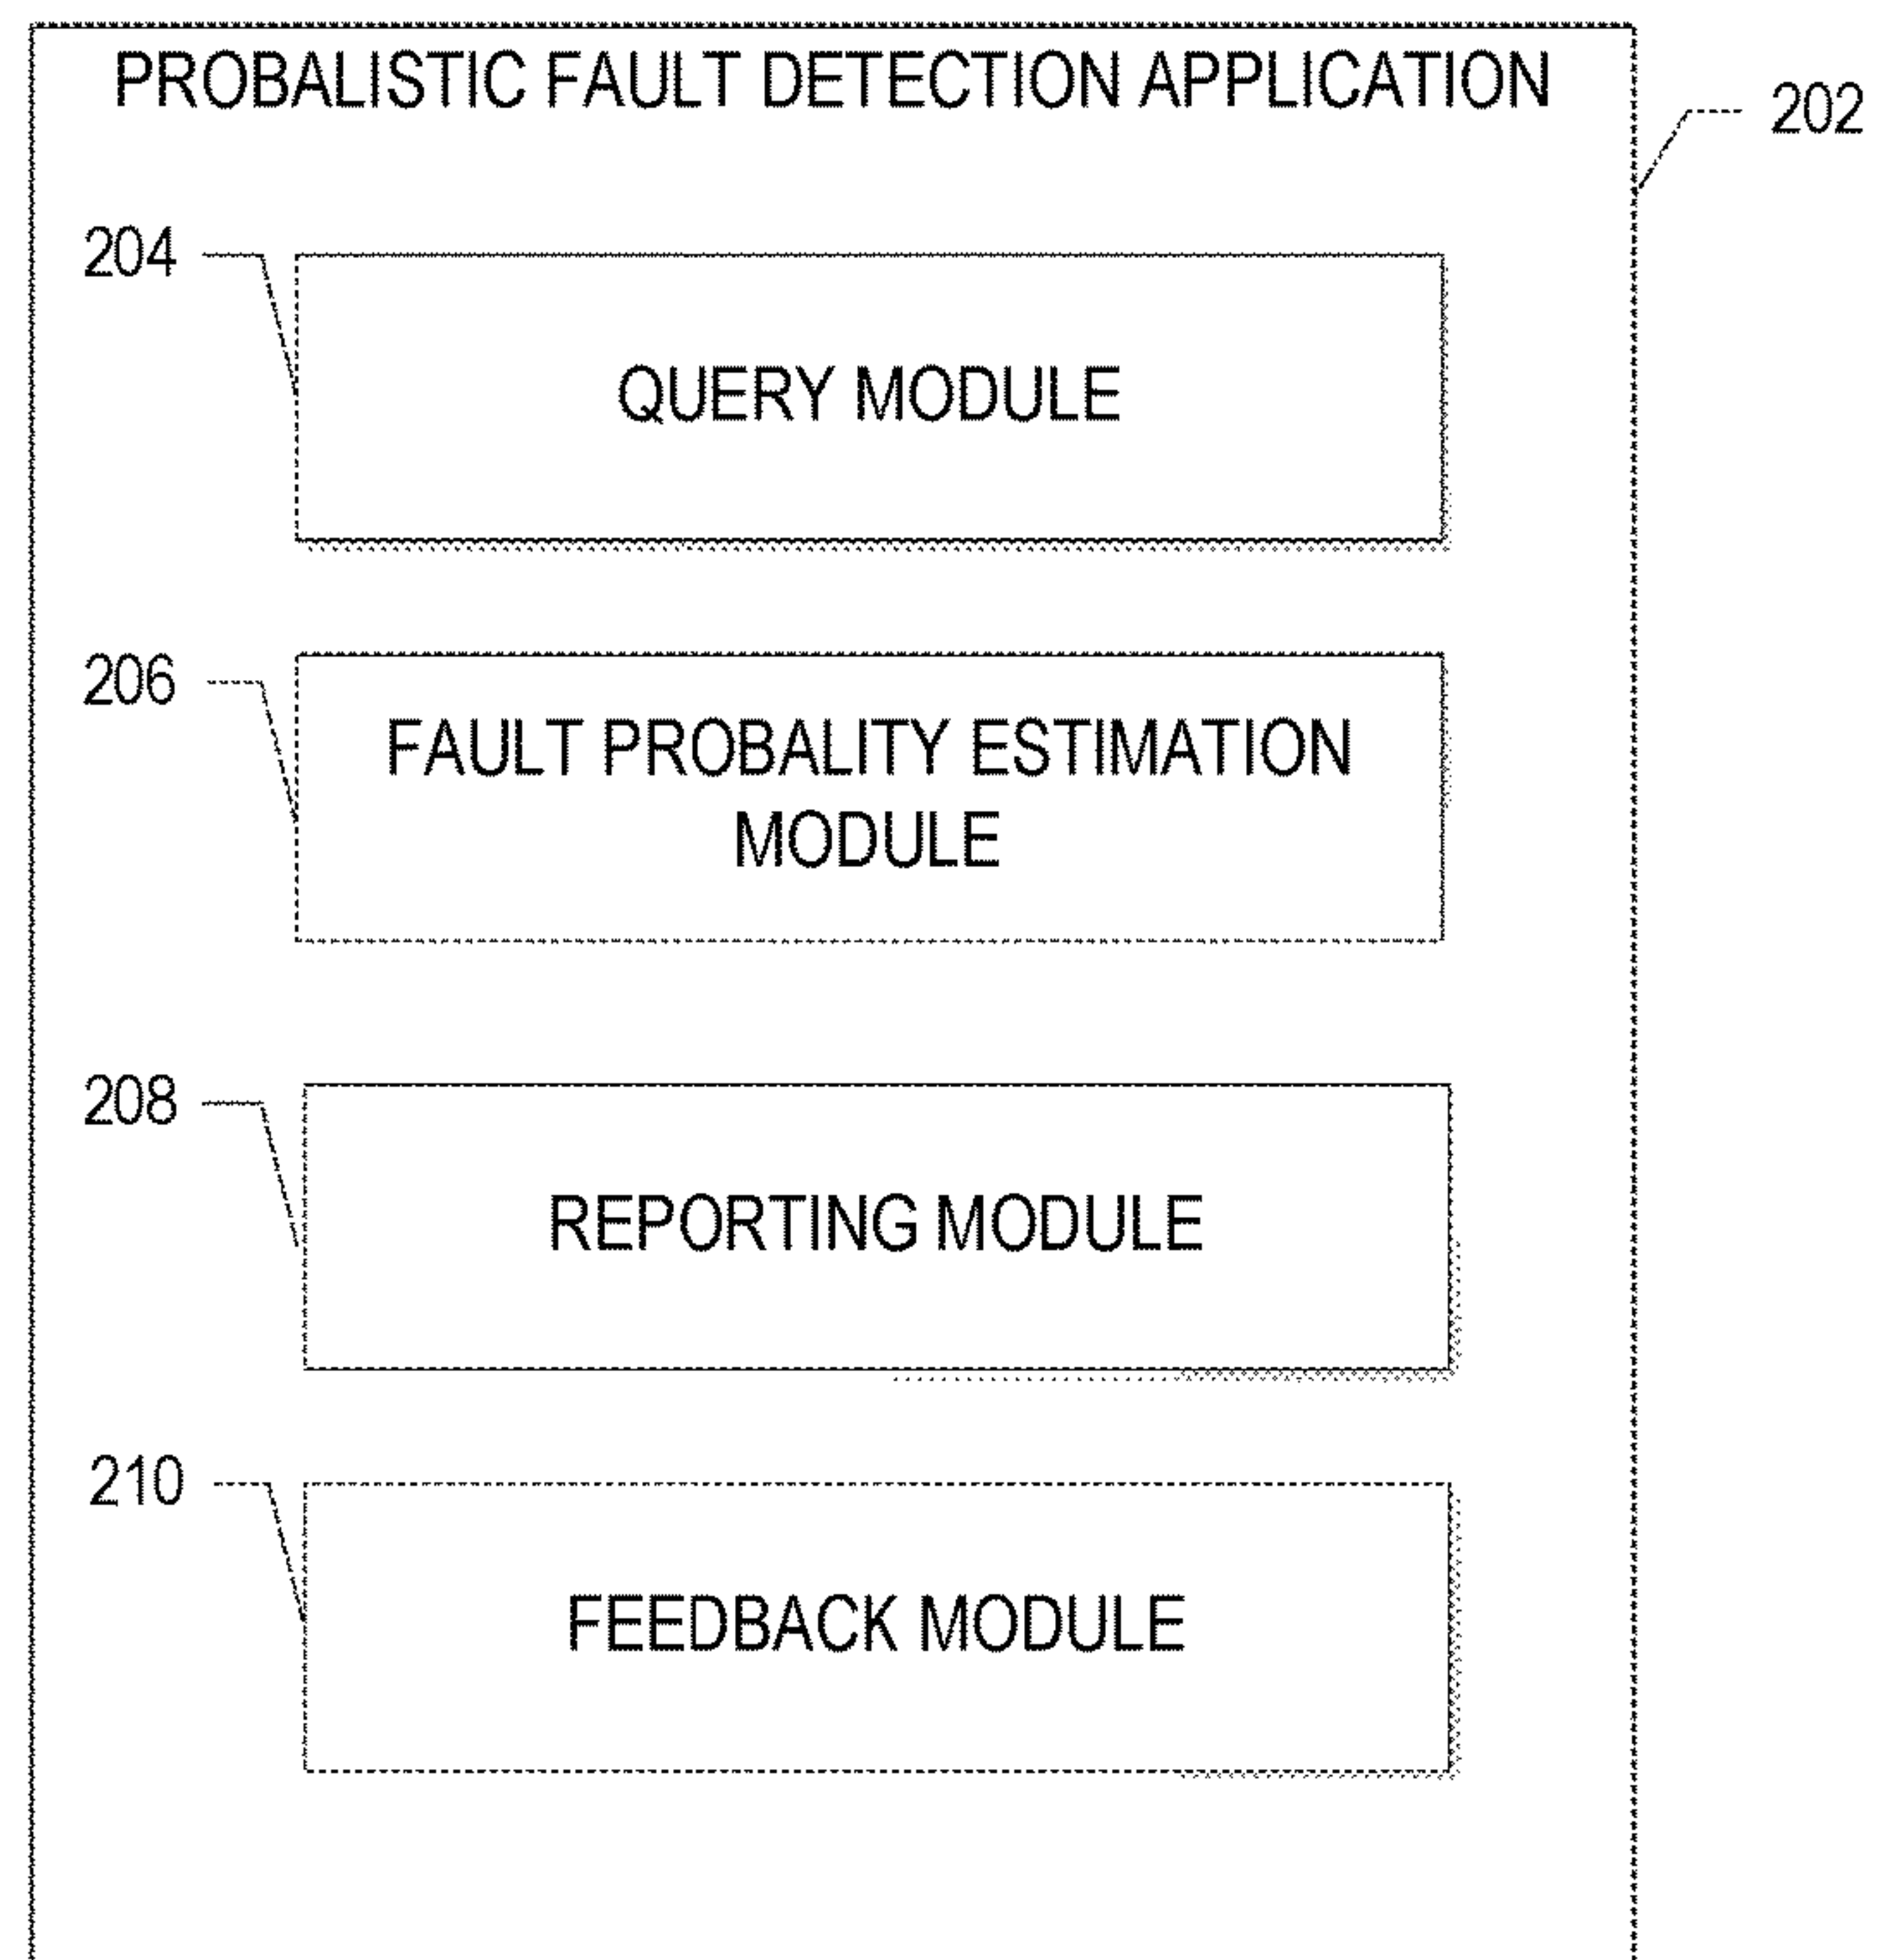 PROBALISTIC FAULT DETECTION APPLICATION
202
204
QUERY MODULE
206
FAULT PROBALITY ESTIMATION
MODULE
208
REPORTING MODULE
210
FEEDBACK MODULE